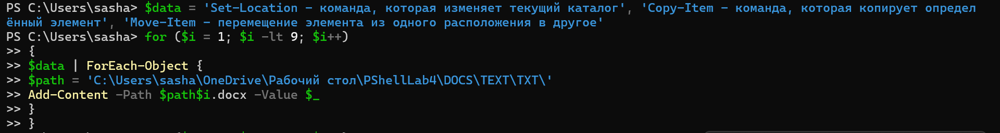 PS C:\Users\sasha> $data = 'Set-Location - команда, которая изменяет текущий каталог', 'Copy-Item - команда, которая копирует определ
ённый элемент', 'Move-Item - перемещение элемента из одного расположения в другое'
PS C:\Users\sasha> for ($i = 1; $i -lt 9; $i++)
>> {
>> $data | ForEach-Object {
>> $path = 'C:\Users\sasha\OneDrive\Рабочий стол\PShellLab4\DOCS\TEXT\TXT\'
>> Add-Content -Path $path$i.docx -Value $_
>> }
>> }